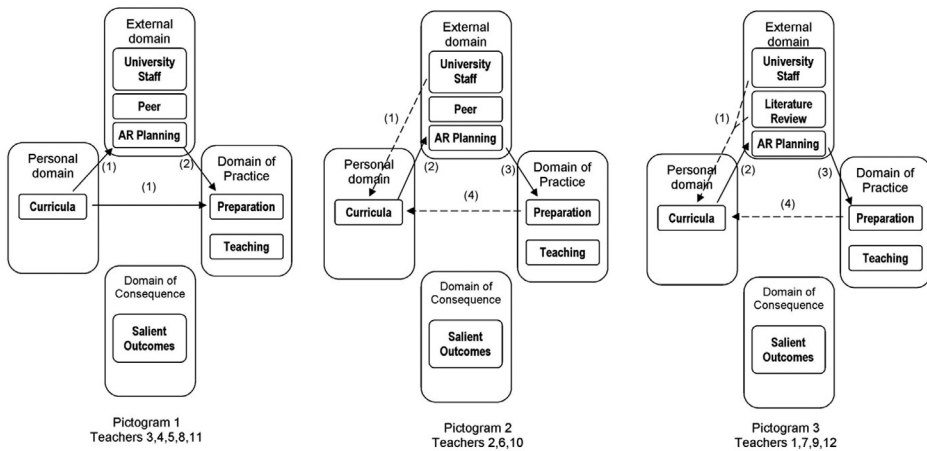 External
domain
University
Staff
Peer
AR Planning
(1)
(2)
Personal
domain
Curricula
(1)
Domain of
Practice
Preparation
Teaching
Domain of
Consequence
Salient
Outcomes
Pictogram 1
Teachers 3,4,5,8,11
External
domain
University
Staff
Peer
AR Planning
(1)
(2)
(3)
Personal
domain
Curricula
(4)
Domain of
Practice
Preparation
Teaching
Domain of
Consequence
Salient
Outcomes
Pictogram 2
Teachers 2,6,10
External
domain
University
Staff
Literature
Review
AR Planning
(1)
(2)
(3)
Personal
domain
Curricula
(4)
Domain of
Practice
Preparation
Teaching
Domain of
Consequence
Salient
Outcomes
Pictogram 3
Teachers 1,7,9,12